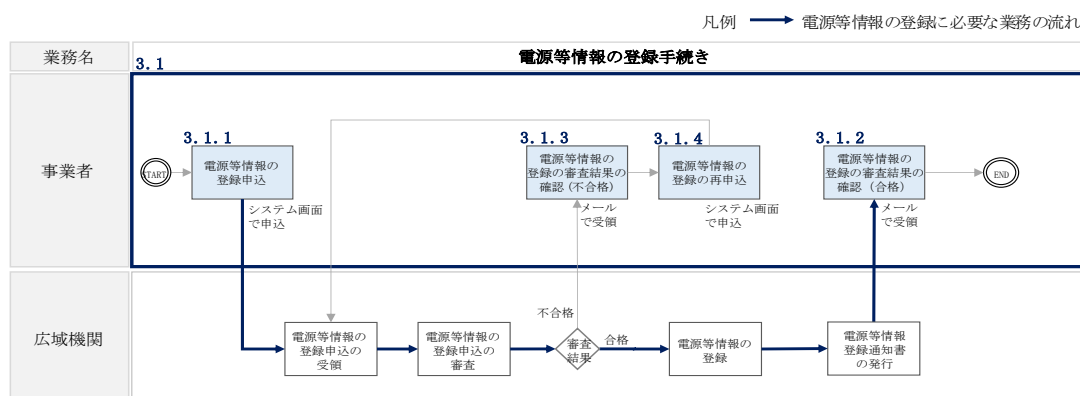 凡例 電源等情報の登録に必要な業務の流れ
業務名
電源等情報の登録手続き
3.1
事業者
START
3.1.1
電源等情報の
登録申込
システム画面
で申込
3.1.3
電源等情報の
登録の審査結果の
確認(不合格)
メール
で受領
3.1.4
電源等情報の
登録の再申込
システム画面
で申込
3.1.2
電源等情報の
登録の審査結果の
確認（合格）
メール
で受領
END
広域機関
電源等情報の
登録申込の
受領
電源等情報の
登録申込の
審査
不合格
審査
結果
合格
電源等情報の
登録
電源等情報
登録通知書
の発行